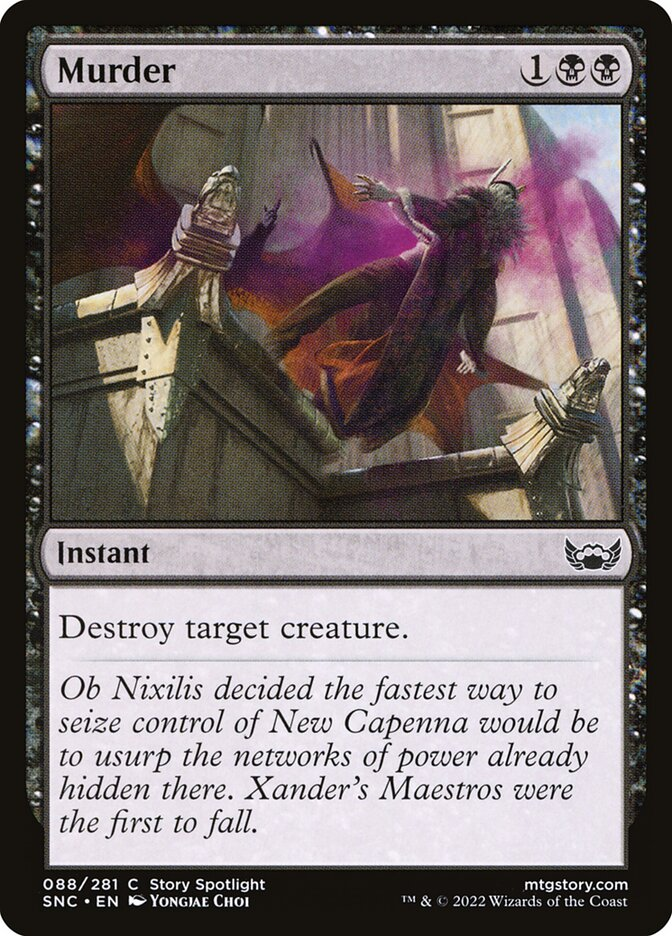 Murder 1
Instant
Destroy target creature.
Ob Nixilis decided the fastest way to
seize control of New Capenna would be
to usurp the networks of power already
hidden there. Xander's Maestros were
the first to fall.
088/281 C Story Spotlight mtgstory.com
SNC • EN Yongjae Choi ™ & © 2022 Wizards of the Coast